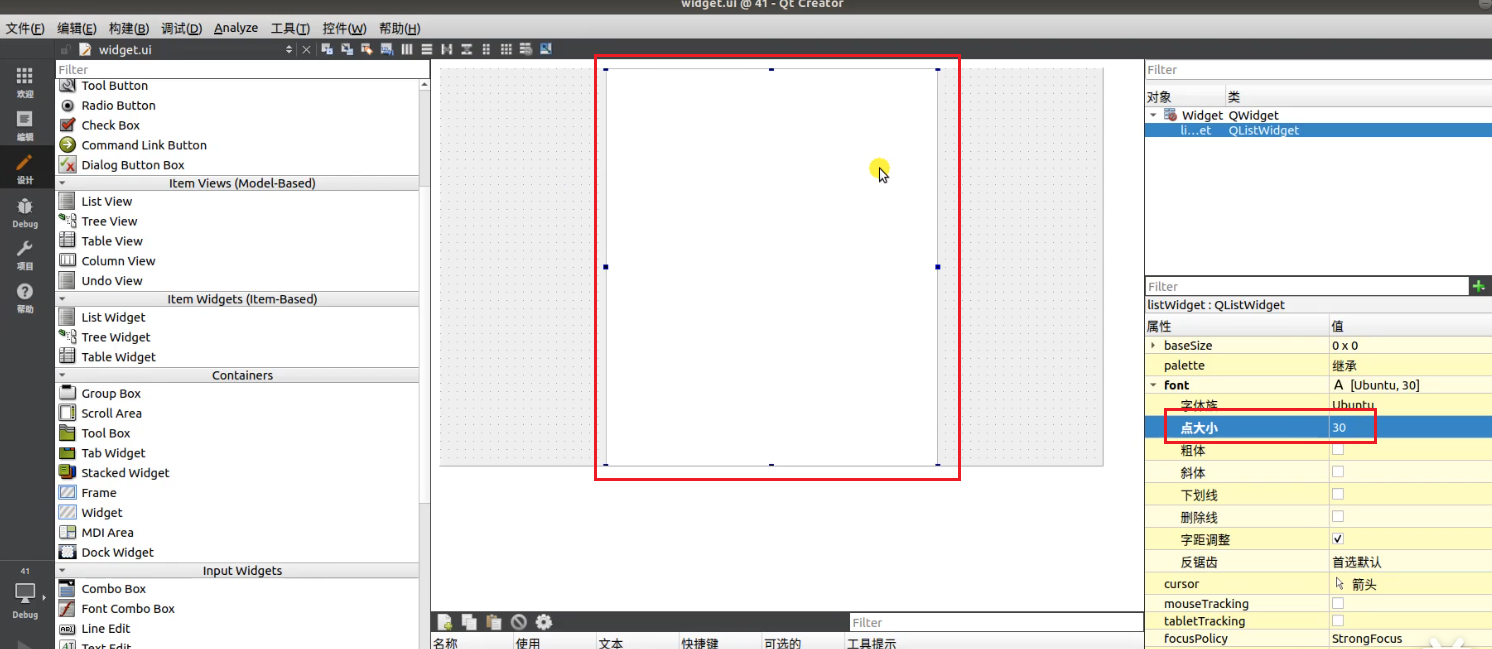 widget.ui @ 41 - Qt Creator
文件(F) 编辑(E) 构建(B) 调试(D) Analyze 工具(T) 控件(W) 帮助(H)
widget.ui
欢迎
编辑
设计
Debug
项目
帮助
41
Debug
Filter
Tool Button
Radio Button
Check Box
Command Link Button
Dialog Button Box
Item Views (Model-Based)
List View
Tree View
Table View
Column View
Undo View
Item Widgets (Item-Based)
List Widget
Tree Widget
Table Widget
Containers
Group Box
Scroll Area
Tool Box
Tab Widget
Stacked Widget
Frame
Widget
MDI Area
Dock Widget
Input Widgets
Combo Box
Font Combo Box
Line Edit
Text Edit
Filter
名称 使用 文本 快捷键 可选的 工具提示
Filter
对象 类
Widget QWidget
li...et QListWidget
Filter
listWidget : QListWidget
属性 值
baseSize 0 x 0
palette 继承
font A [Ubuntu, 30]
字体族 Ubuntu
点大小 30
粗体
斜体
下划线
删除线
字距调整
反锯齿 首选默认
cursor 箭头
mouseTracking
tabletTracking
focusPolicy StrongFocus